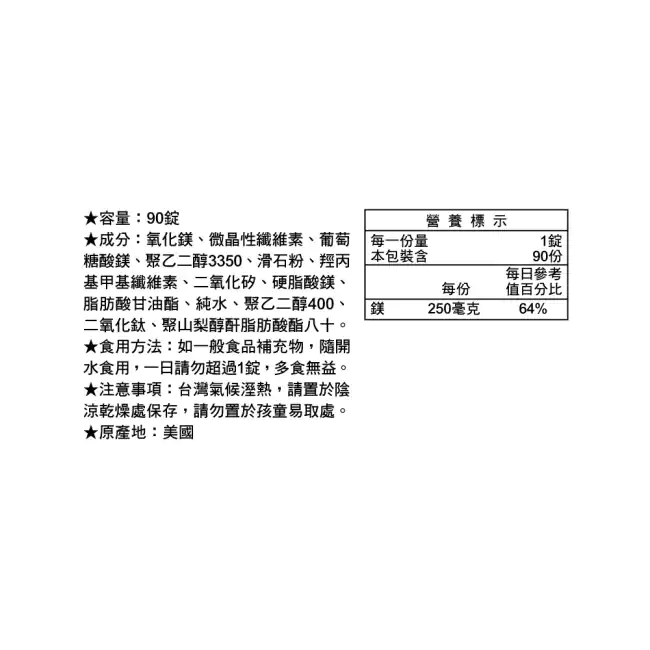 ★容量：90錠
★成分：氧化鎂、微晶性纖維素、葡萄
糖酸鎂、聚乙二醇3350、滑石粉、羥丙
基甲基纖維素、二氧化矽、硬脂酸鎂、
脂肪酸甘油酯、純水、聚乙二醇400、
二氧化鈦、聚山梨醇酐脂肪酸酯八十。
★食用方法：如一般食品補充物，隨開
水食用，一日請勿超過1錠，多食無益。
★注意事項：台灣氣候溼熱，請置於陰
涼乾燥處保存，請勿置於孩童易取處。
★原產地：美國
營養標示
每一份量 1錠
本包裝含 90份
每日參考
每份 值百分比
鎂 250毫克 64%